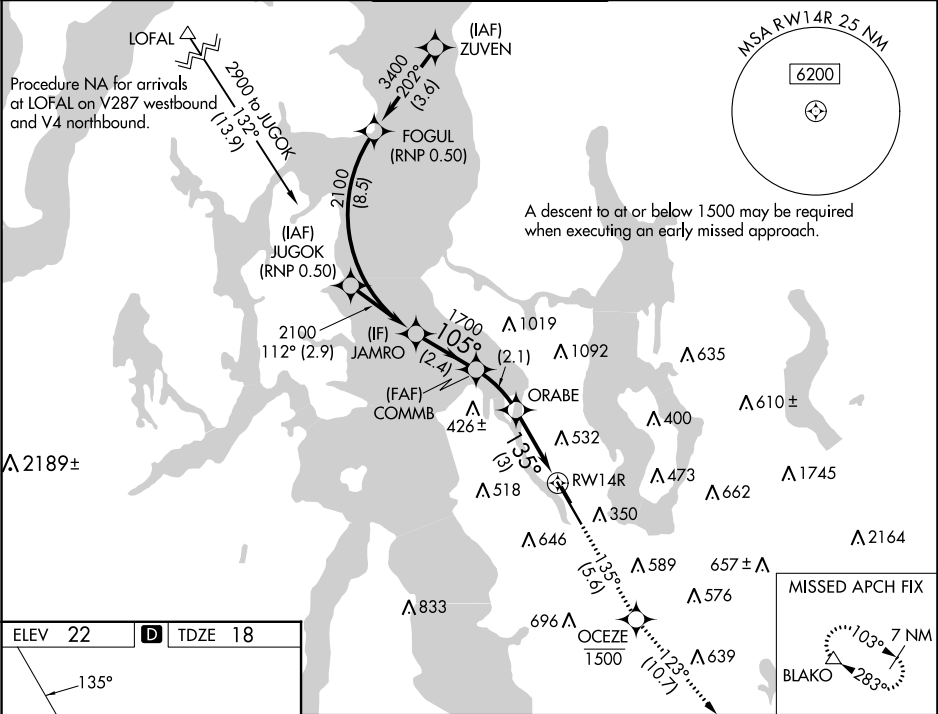 LOFAL
Procedure NA for arrivals
at LOFAL on V287 westbound
and V4 northbound.
2900 to JUGOK
132°
(13.9)
(IAF)
ZUVEN
3400
202°
(3.6)
FOGUL
(RNP 0.50)
2100
(8.5)
MSA RW14R 25 NM
6200
A descent to at or below 1500 may be required
when executing an early missed approach.
(IAF)
JUGOK
(RNP 0.50)
2100
112° (2.9)
(IF)
JAMRO
1700
105°
(2.4)
(FAF)
COMMB
(2.1)
ORABE
1019
1092
635
610 ±
400
426 ±
532
135°
(3)
RW14R
473
1745
662
518
350
2189 ±
646
2164
135°
(5.6)
589
657 ±
576
833
696
OCEZE
1500
639
123°
(10.7)
MISSED APCH FIX
103°
7 NM
BLAKO
283°
ELEV 22
D
TDZE 18
135°